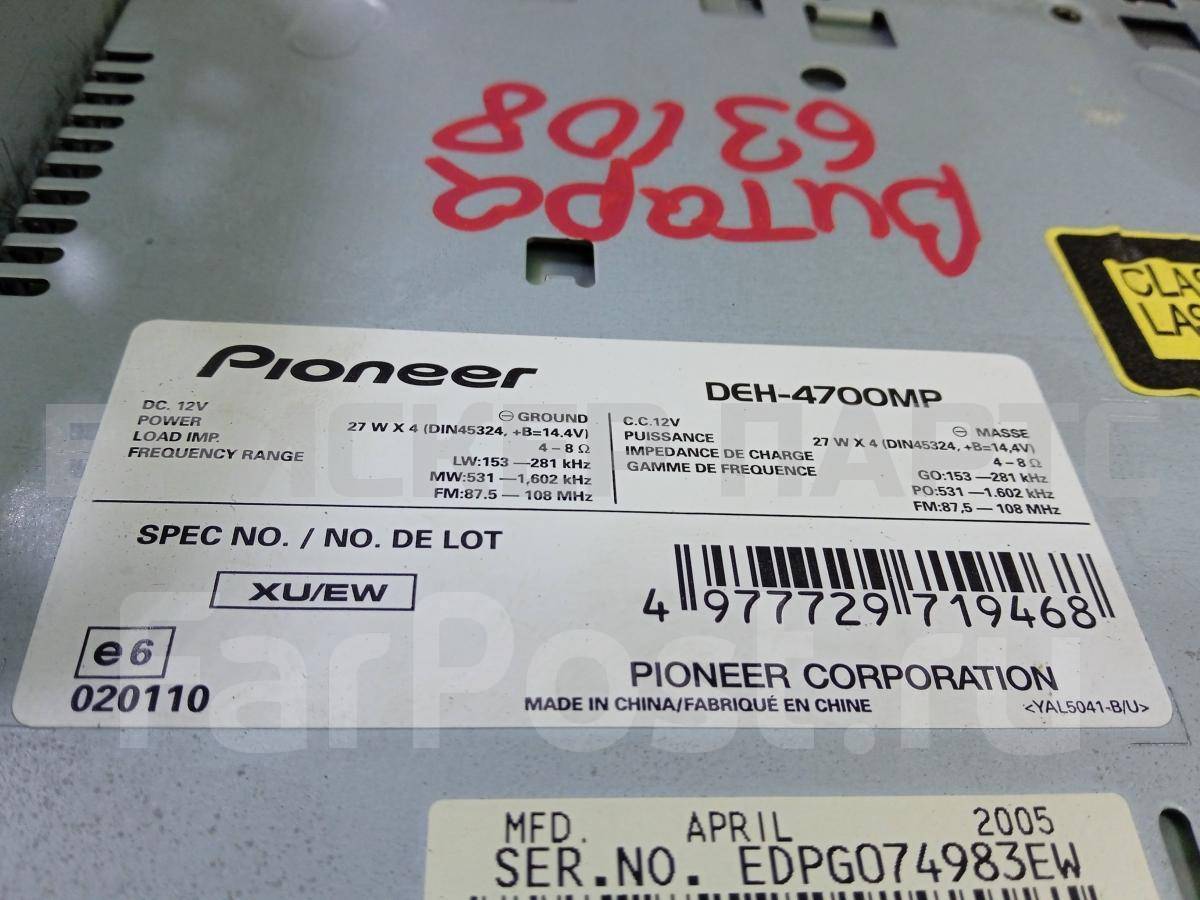 Витара
63108
CLAS
LAS
Pioneer
DEH-4700MP
DC. 12V ⊖ GROUND
POWER 27 W X 4 (DIN45324, +B=14.4V)
LOAD IMP. 4 – 8 Ω
FREQUENCY RANGE LW:153 — 281 kHz
MW:531 — 1,602 kHz
FM:87.5 — 108 MHz
C.C.12V ⊖ MASSE
PUISSANCE 27 W X 4 (DIN45324, +B=14,4V)
IMPEDANCE DE CHARGE 4 – 8 Ω
GAMME DE FREQUENCE GO:153 — 281 kHz
PO:531 — 1.602 kHz
FM:87,5 — 108 MHz
ПАРТС
SPEC NO. / NO. DE LOT
XU/EW
4 977729 719468
e6
020110
PIONEER CORPORATION
MADE IN CHINA/FABRIQUÉ EN CHINE
<YAL5041-B/U>
FarPost.ru
MFD. APRIL 2005
SER.NO. EDPG074983EW